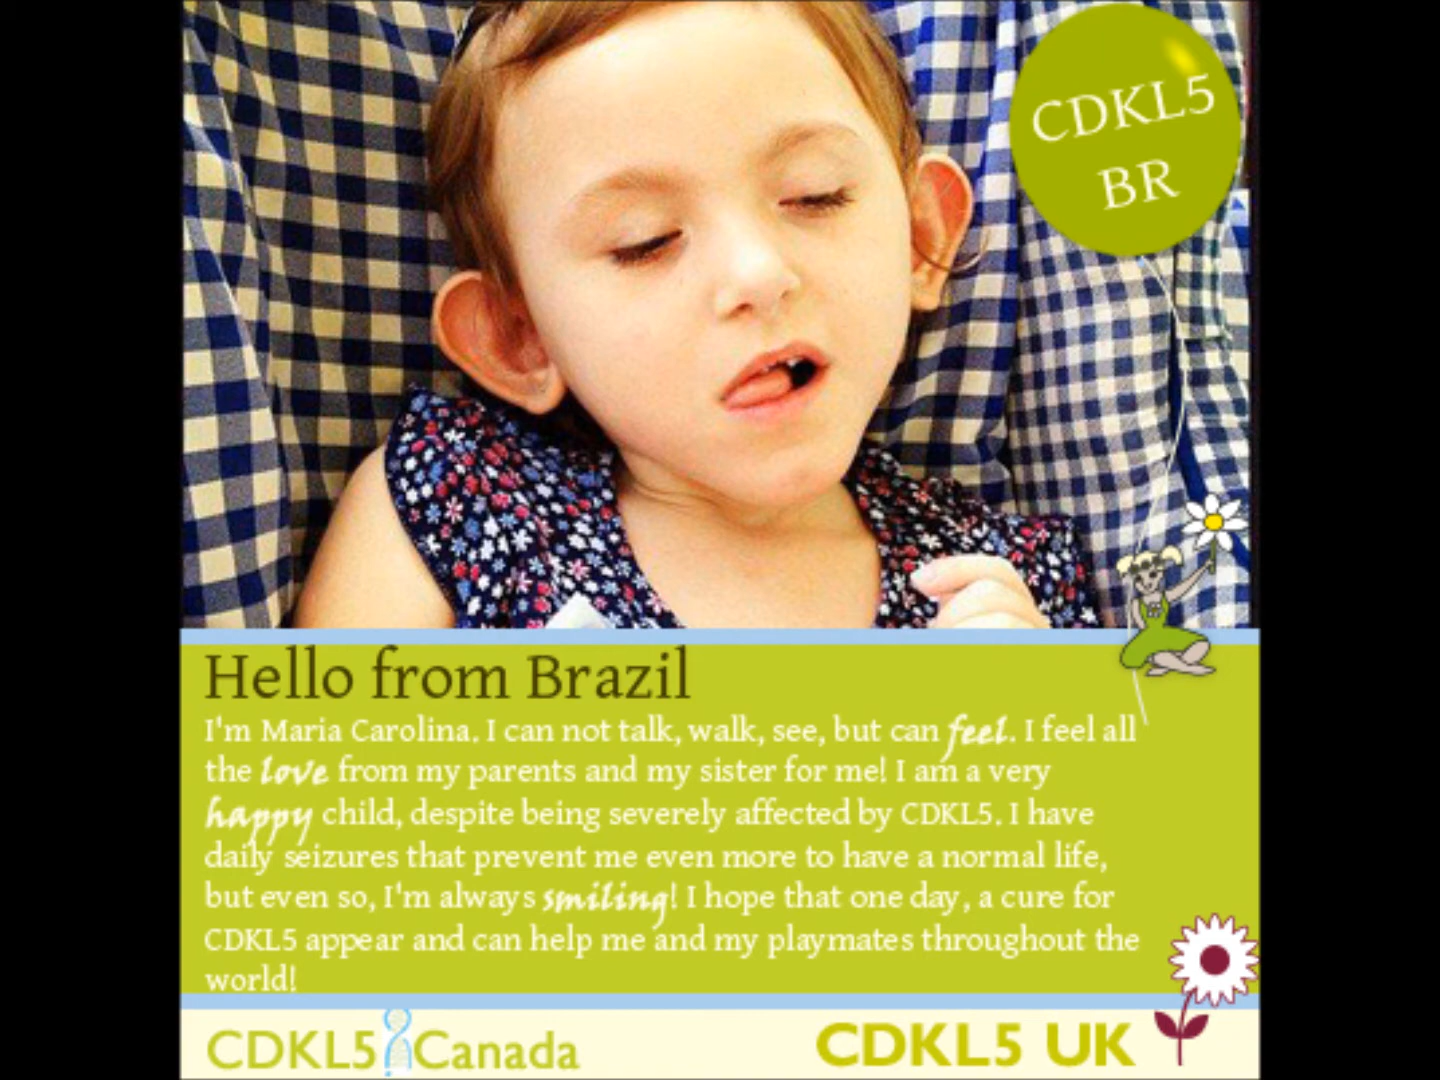 CDKL5
BR
Hello from Brazil
I'm Maria Carolina. I can not talk, walk, see, but can feel. I feel all
the love from my parents and my sister for me! I am a very
happy child, despite being severely affected by CDKL5. I have
daily seizures that prevent me even more to have a normal life,
but even so, I'm always smiling! I hope that one day, a cure for
CDKL5 appear and can help me and my playmates throughout the
world!
CDKL5 Canada
CDKL5 UK